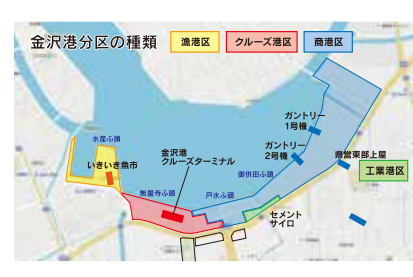 金沢港分区の種類
漁港区
クルーズ港区
商港区
ガントリー
1号機
水産ふ頭
金沢港
クルーズターミナル
ガントリー
2号機
県営東部上屋
いきいき魚市
御供田ふ頭
工業港区
無量寺ふ頭
戸水ふ頭
セメント
サイロ